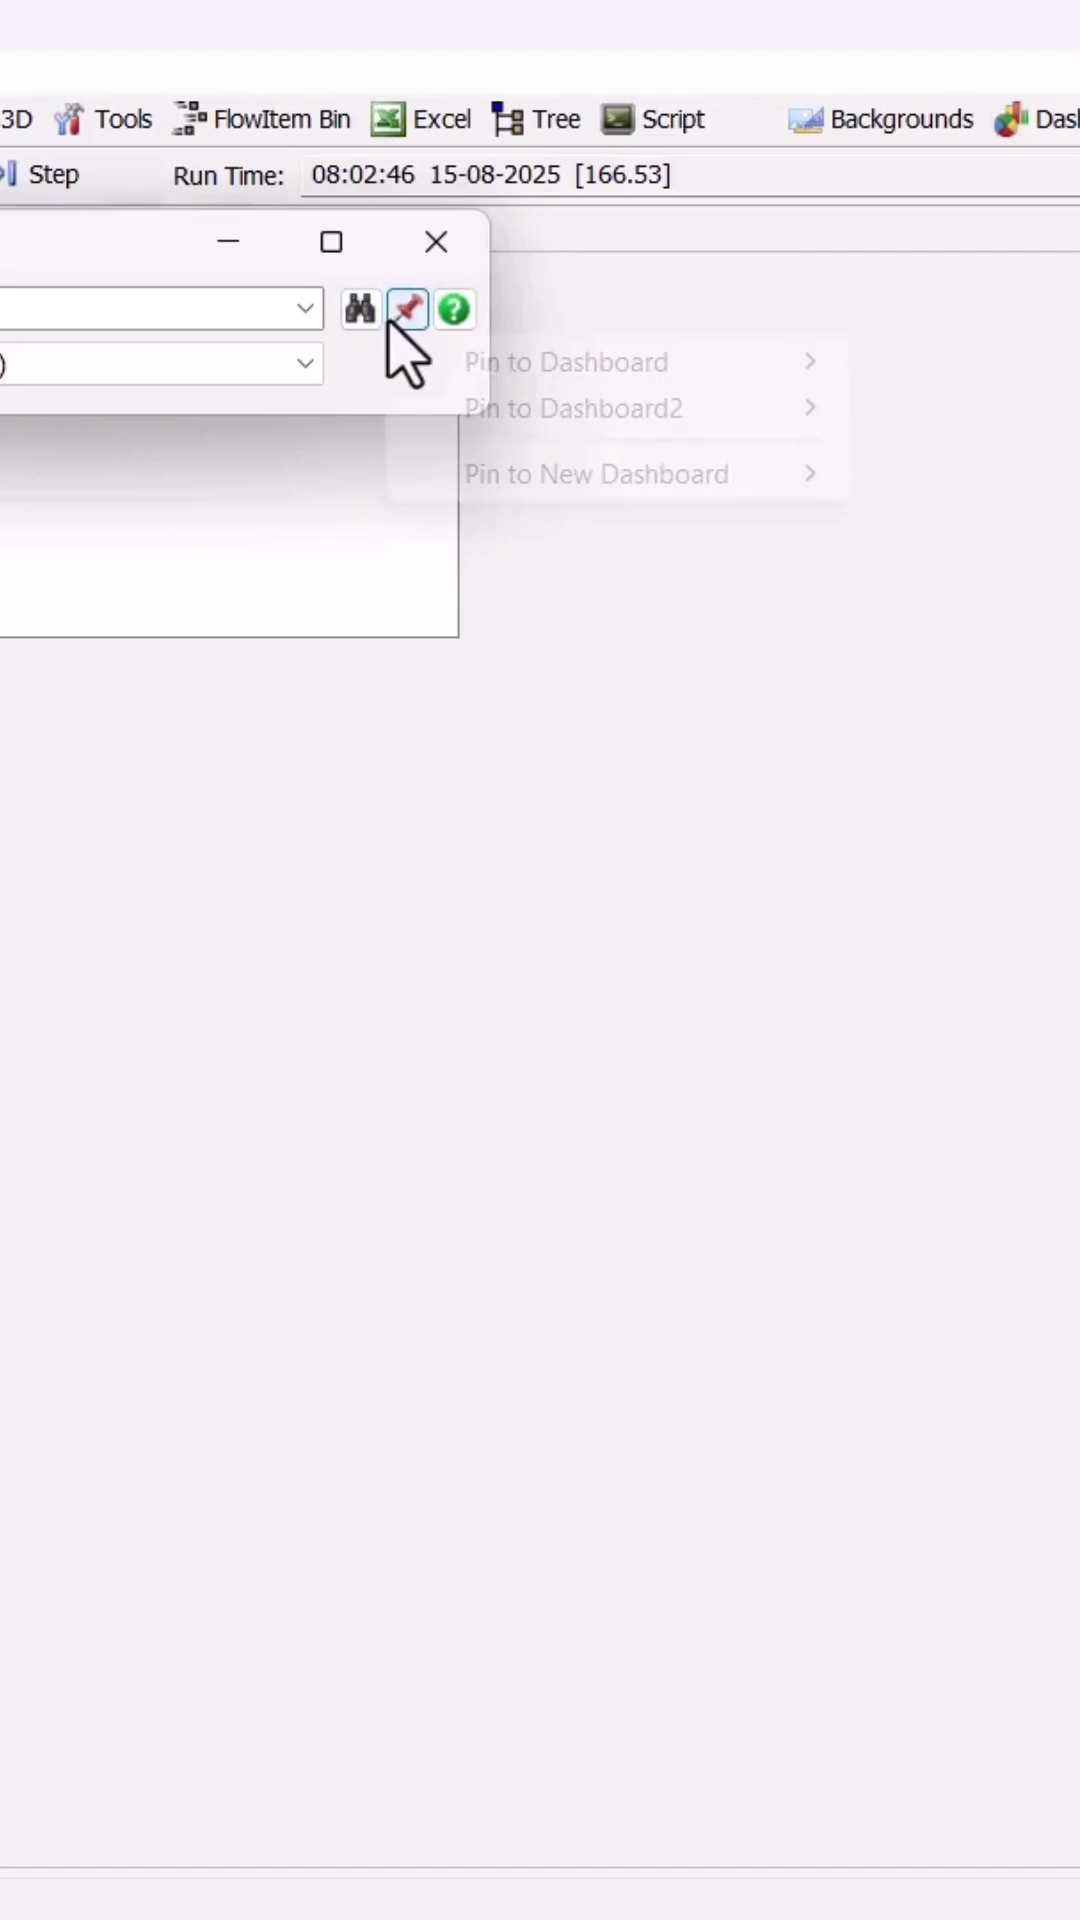 3D Tools FlowItem Bin Excel Tree Script Backgrounds Dash
Step Run Time: 08:02:46 15-08-2025 [166.53]
)
Pin to Dashboard
Pin to Dashboard2
Pin to New Dashboard